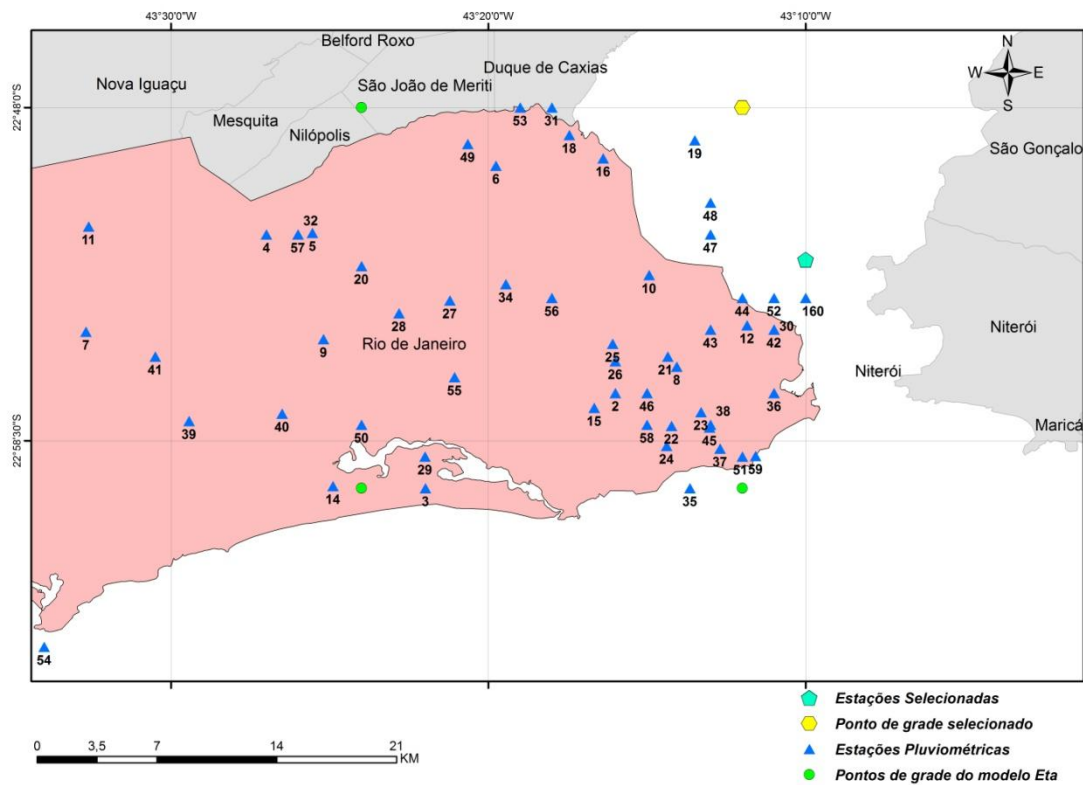 43°30'0"W 43°20'0"W 43°10'0"W
Belford Roxo
Nova Iguaçu
São João de Meriti
Duque de Caxias
N
W E
S
22°48'0"S
Mesquita
Nilópolis
São Gonçalo
53
31
18
19
49
16
6
48
32
11
4
57
5
47
20
10
34
56
44
52
160
27
28
30
7
9
Rio de Janeiro
43
12
42
41
25
26
21
8
Niterói
Niterói
55
2
46
36
15
38
39
40
50
58
22
23
45
Maricá
22°58'30"S
24
37
29
51
59
14
3
35
54
Estações Selecionadas
Ponto de grade selecionado
0 3,5 7 14 21
KM
Estações Pluviométricas
Pontos de grade do modelo Eta